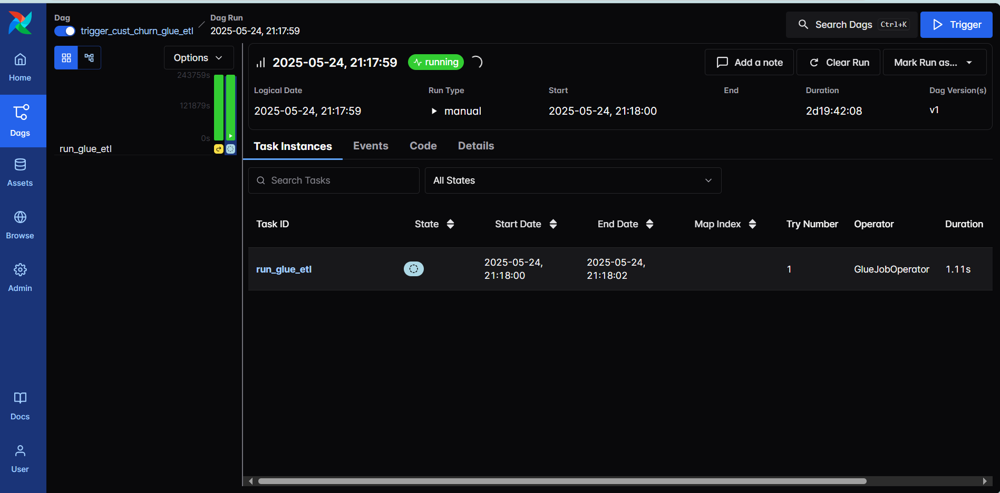 Dag
trigger_cust_churn_glue_etl
Dag Run
2025-05-24, 21:17:59
Search Dags Ctrl+K
Trigger
Home
Dags
Assets
Browse
Admin
Docs
User
Options
243759s
121879s
0s
run_glue_etl
2025-05-24, 21:17:59 running
Add a note
Clear Run
Mark Run as...
Logical Date Run Type Start End Duration Dag Version(s)
2025-05-24, 21:17:59 manual 2025-05-24, 21:18:00 2d19:42:08 v1
Task Instances Events Code Details
Search Tasks
All States
Task ID State Start Date End Date Map Index Try Number Operator Duration
run_glue_etl 2025-05-24, 21:18:00 2025-05-24, 21:18:02 1 GlueJobOperator 1.11s